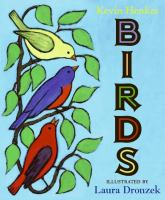 Kevin Henkes
BIRDS
ILLUSTRATED BY
Laura Dronzek